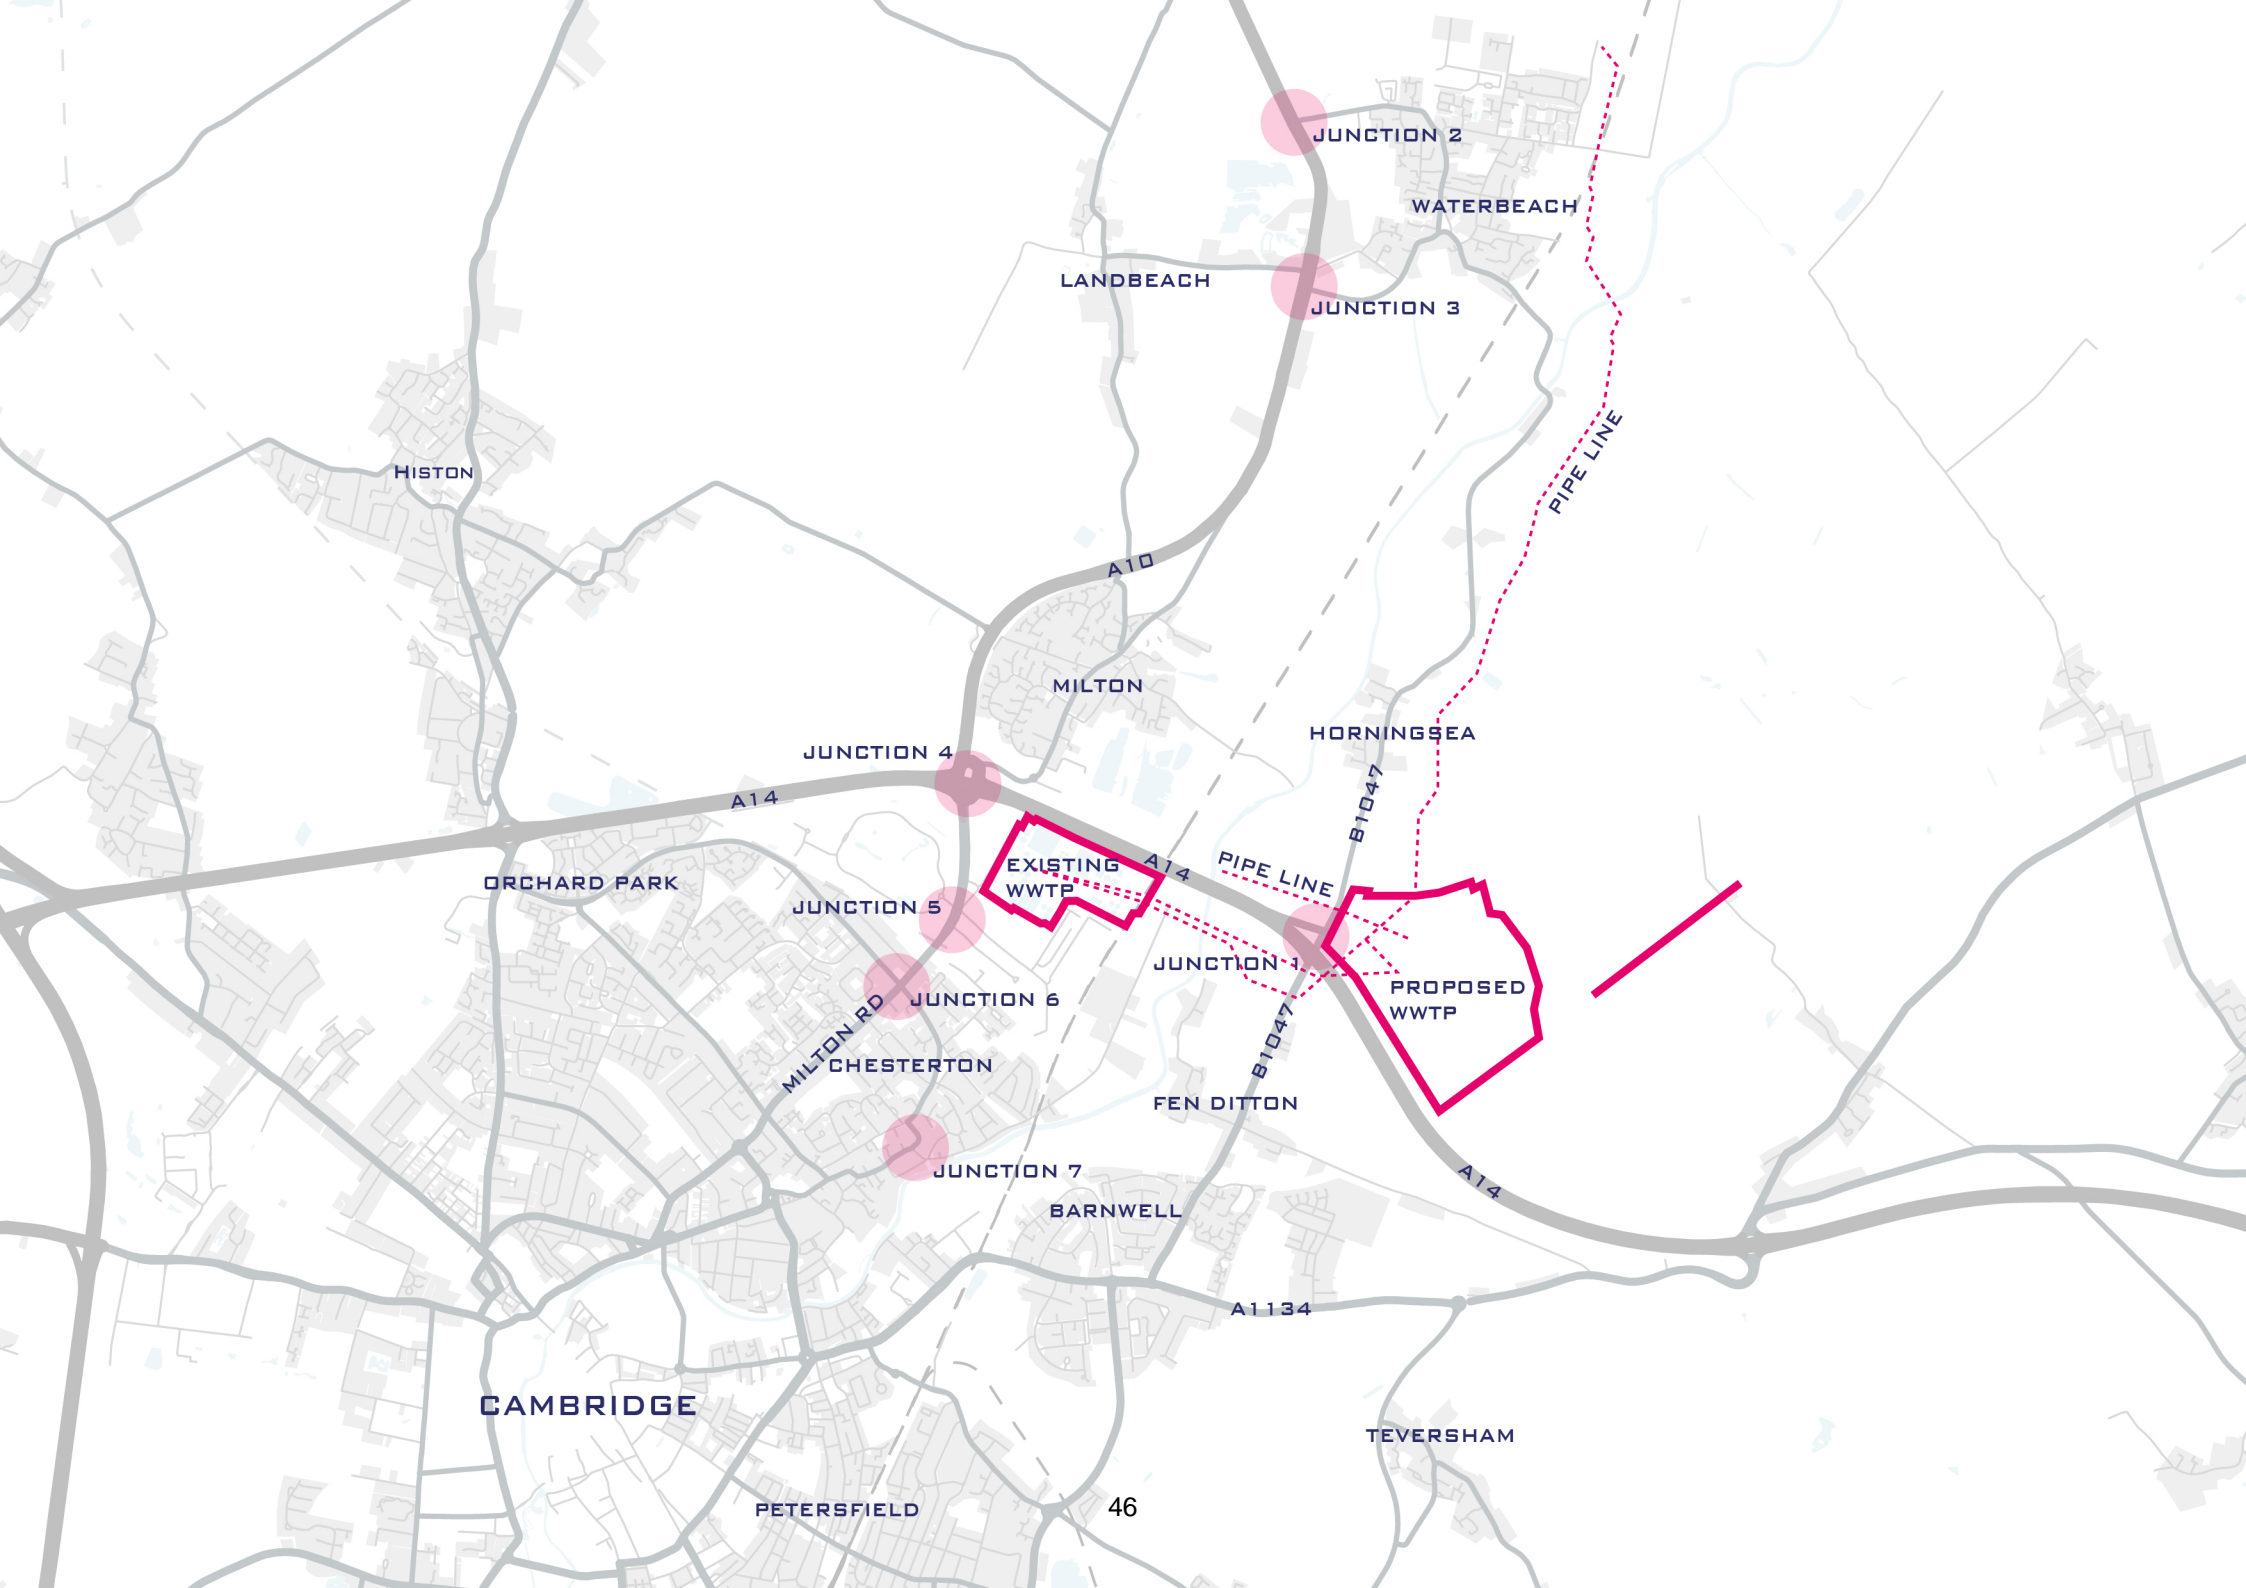 JUNCTION 2
WATERBEACH
LANDBEACH
JUNCTION 3
PIPE LINE
HISTON
A10
MILTON
HORNINGSEA
JUNCTION 4
A14
B1047
EXISTING
WWTP
A14
PIPE LINE
ORCHARD PARK
JUNCTION 5
JUNCTION 1
PROPOSED
WWTP
JUNCTION 6
MILTON RD
B1047
CHESTERTON
FEN DITTON
JUNCTION 7
A14
BARNWELL
A1134
CAMBRIDGE
TEVERSHAM
PETERSFIELD
46